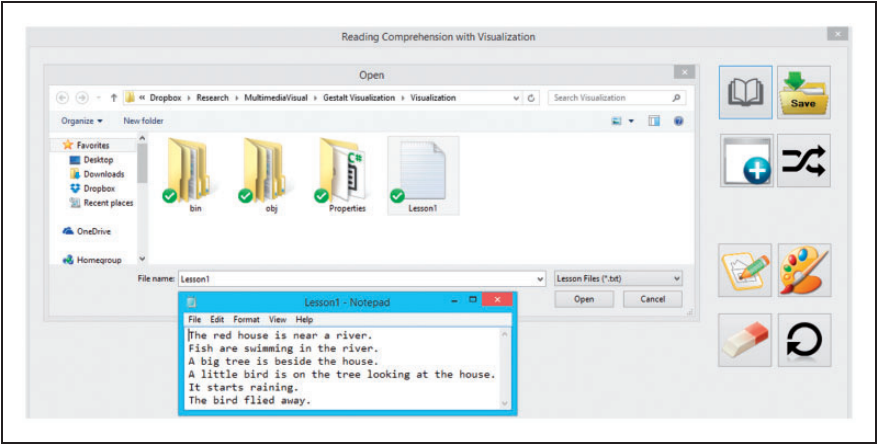 Reading Comprehension with Visualization
Open
« Dropbox › Research › MultimediaVisual › Gestalt Visualization › Visualization
Search Visualization
Organize
New folder
Favorites
Desktop
Downloads
Dropbox
Recent places
OneDrive
Homegroup
C#
bin
obj
Properties
Lesson1
File name: Lesson1
Lesson Files (*.txt)
Open
Cancel
Save
Lesson1 - Notepad
File Edit Format View Help
The red house is near a river.
Fish are swimming in the river.
A big tree is beside the house.
A little bird is on the tree looking at the house.
It starts raining.
The bird flied away.